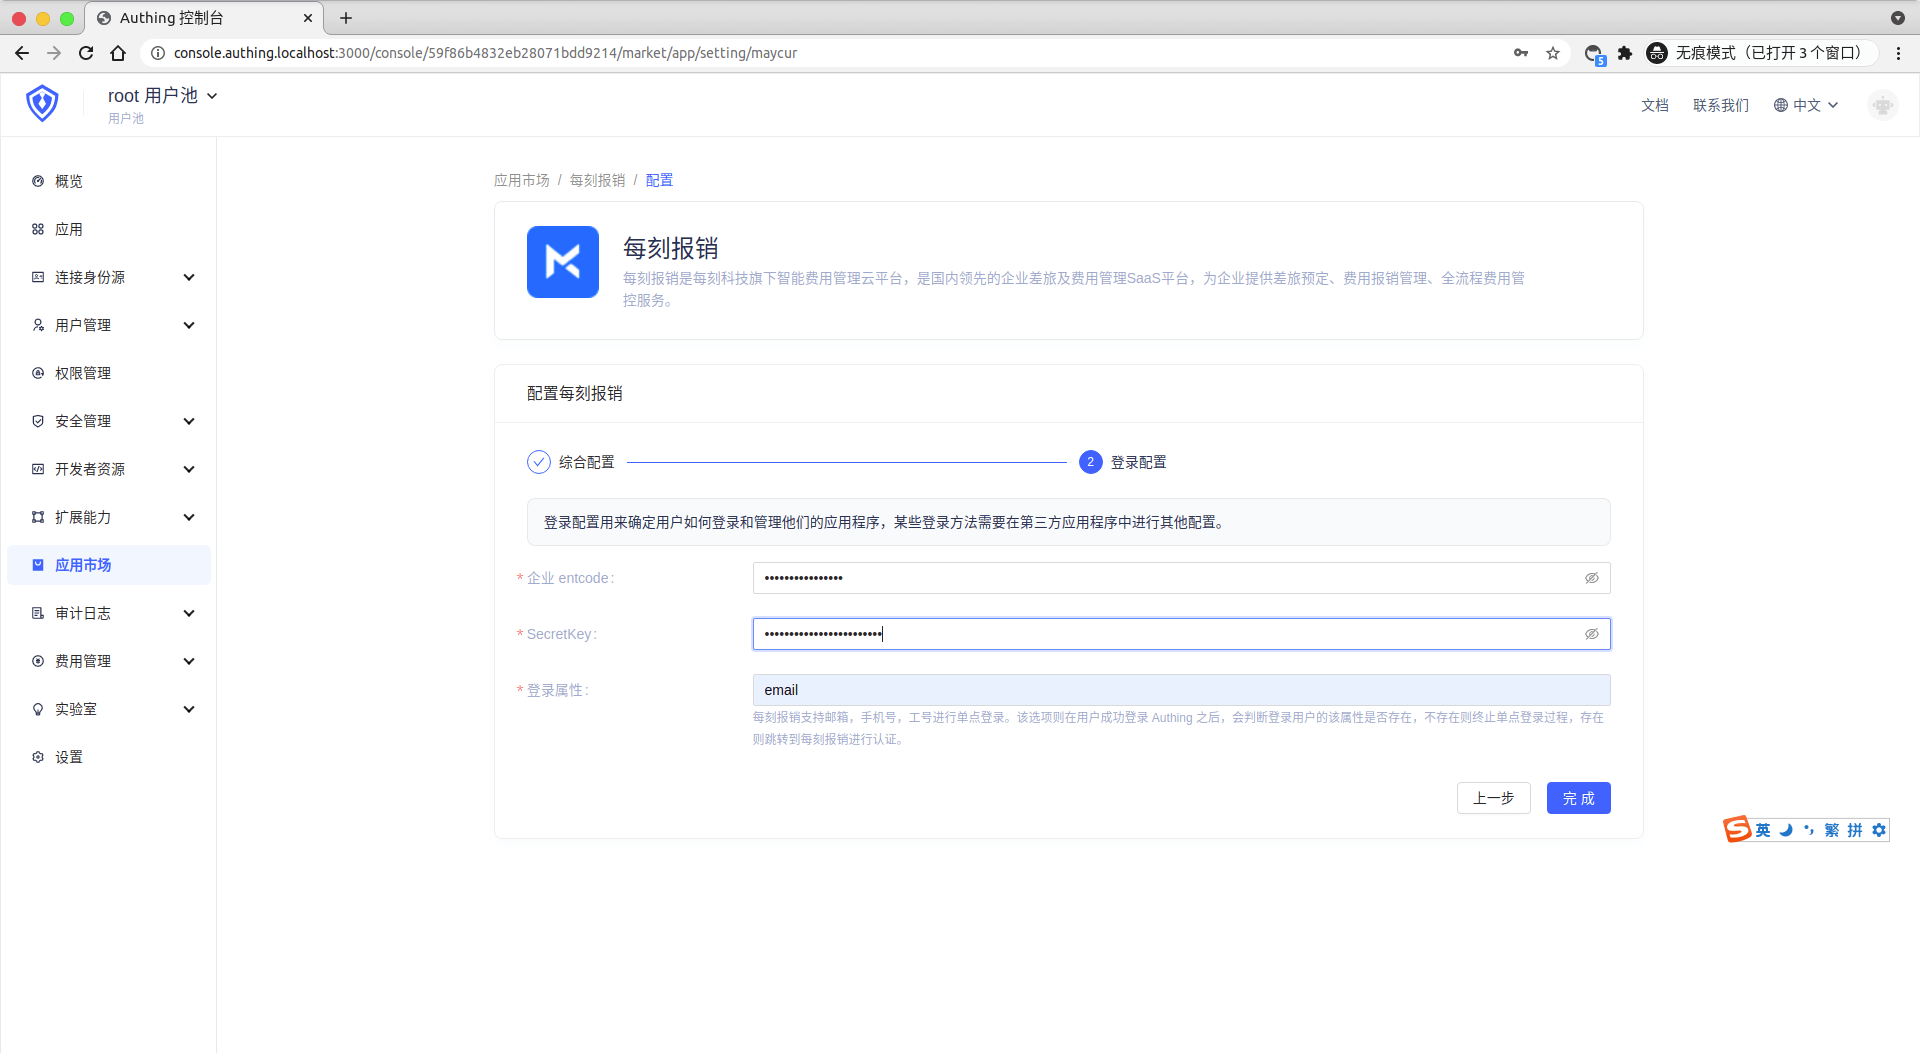 Authing 控制台
console.authing.localhost:3000/console/59f86b4832eb28071bdd9214/market/app/setting/maycur
5
无痕模式（已打开 3 个窗口）
root 用户池
用户池
文档
联系我们
中文
概览
应用
连接身份源
用户管理
权限管理
安全管理
开发者资源
扩展能力
应用市场
审计日志
费用管理
实验室
设置
应用市场 / 每刻报销 / 配置
每刻报销
每刻报销是每刻科技旗下智能费用管理云平台，是国内领先的企业差旅及费用管理SaaS平台，为企业提供差旅预定、费用报销管理、全流程费用管
控服务。
配置每刻报销
综合配置
2 登录配置
登录配置用来确定用户如何登录和管理他们的应用程序，某些登录方法需要在第三方应用程序中进行其他配置。
* 企业 entcode:
••••••••••••••••
* SecretKey:
••••••••••••••••••••••••
* 登录属性:
email
每刻报销支持邮箱，手机号，工号进行单点登录。该选项则在用户成功登录 Authing 之后，会判断登录用户的该属性是否存在，不存在则终止单点登录过程，存在
则跳转到每刻报销进行认证。
上一步
完 成
英 繁 拼